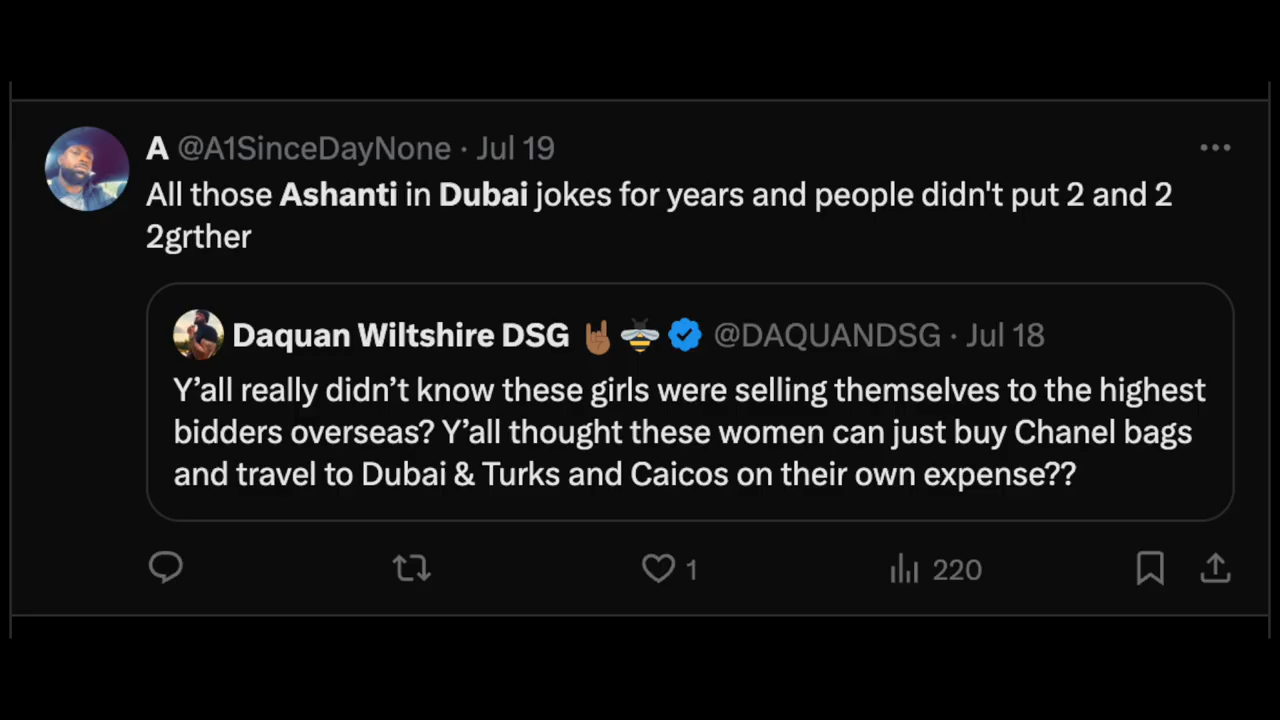 A @A1SinceDayNone · Jul 19
All those Ashanti in Dubai jokes for years and people didn't put 2 and 2
2grther
Daquan Wiltshire DSG 🤘🏾 🐝 @DAQUANDSG · Jul 18
Y’all really didn’t know these girls were selling themselves to the highest
bidders overseas? Y’all thought these women can just buy Chanel bags
and travel to Dubai & Turks and Caicos on their own expense??
1
220